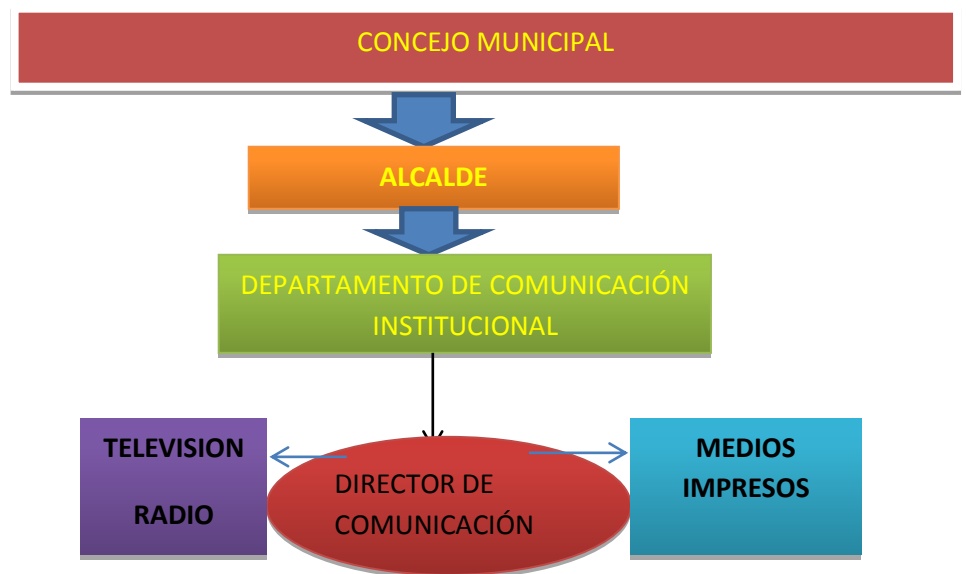 CONCEJO MUNICIPAL
ALCALDE
DEPARTAMENTO DE COMUNICACIÓN
INSTITUCIONAL
TELEVISION
RADIO
DIRECTOR DE
COMUNICACIÓN
MEDIOS
IMPRESOS